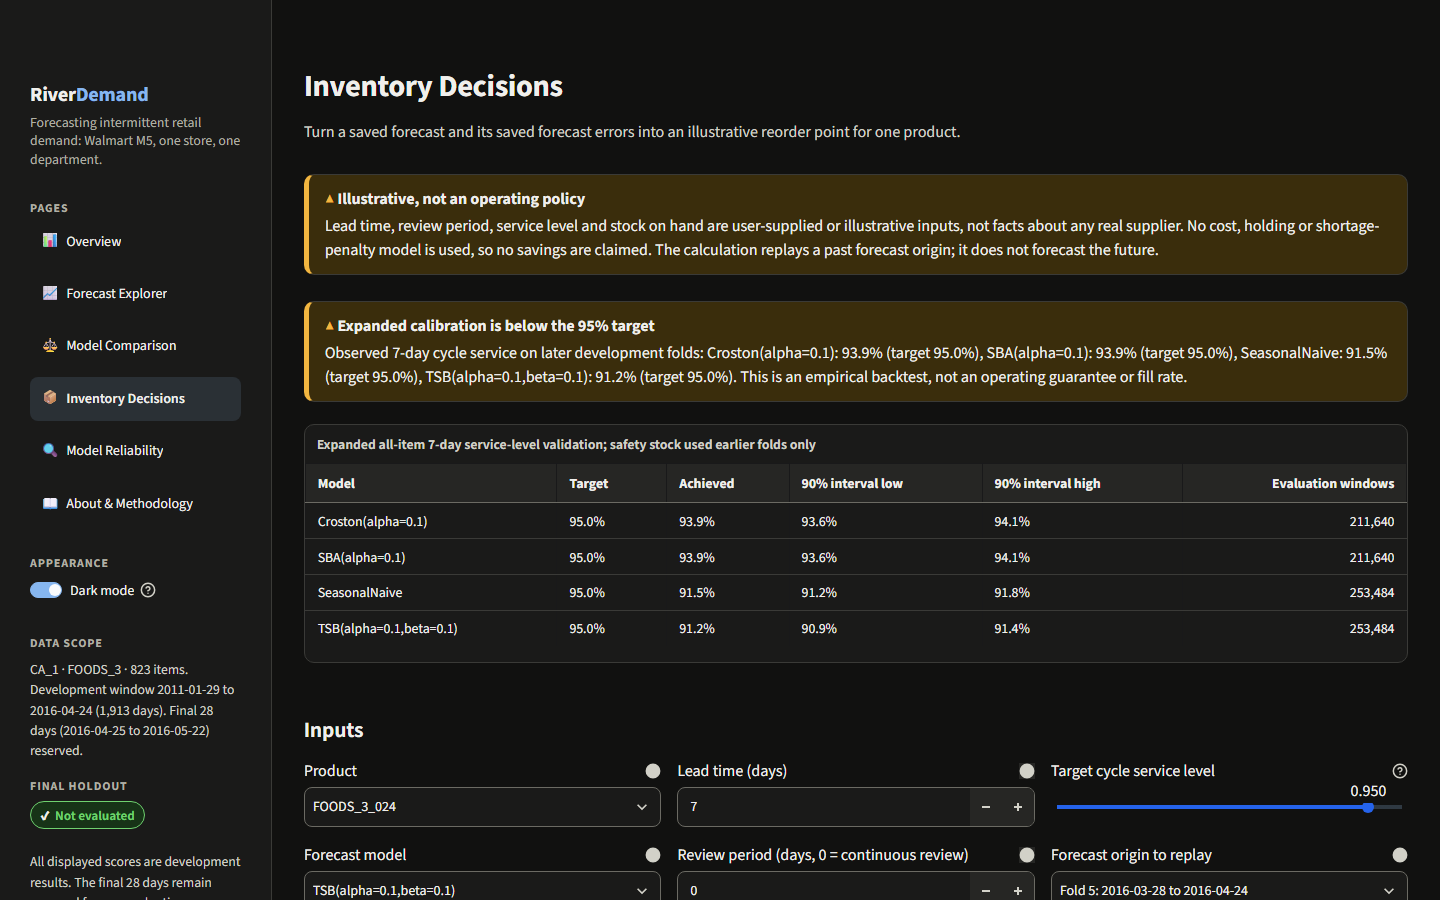 RiverDemand
Forecasting intermittent retail
demand: Walmart M5, one store, one
department.
PAGES
Overview
Forecast Explorer
Model Comparison
Inventory Decisions
Model Reliability
About & Methodology
APPEARANCE
Dark mode
DATA SCOPE
CA_1 · FOODS_3 · 823 items.
Development window 2011-01-29 to
2016-04-24 (1,913 days). Final 28
days (2016-04-25 to 2016-05-22)
reserved.
FINAL HOLDOUT
✓ Not evaluated
All displayed scores are development
results. The final 28 days remain
Inventory Decisions
Turn a saved forecast and its saved forecast errors into an illustrative reorder point for one product.
▲ Illustrative, not an operating policy
Lead time, review period, service level and stock on hand are user-supplied or illustrative inputs, not facts about any real supplier. No cost, holding or shortage-
penalty model is used, so no savings are claimed. The calculation replays a past forecast origin; it does not forecast the future.
▲ Expanded calibration is below the 95% target
Observed 7-day cycle service on later development folds: Croston(alpha=0.1): 93.9% (target 95.0%), SBA(alpha=0.1): 93.9% (target 95.0%), SeasonalNaive: 91.5%
(target 95.0%), TSB(alpha=0.1,beta=0.1): 91.2% (target 95.0%). This is an empirical backtest, not an operating guarantee or fill rate.
Expanded all-item 7-day service-level validation; safety stock used earlier folds only
Model Target Achieved 90% interval low 90% interval high Evaluation windows
Croston(alpha=0.1) 95.0% 93.9% 93.6% 94.1% 211,640
SBA(alpha=0.1) 95.0% 93.9% 93.6% 94.1% 211,640
SeasonalNaive 95.0% 91.5% 91.2% 91.8% 253,484
TSB(alpha=0.1,beta=0.1) 95.0% 91.2% 90.9% 91.4% 253,484
Inputs
Product Lead time (days) Target cycle service level
0.950
FOODS_3_024 7 − +
Forecast model Review period (days, 0 = continuous review) Forecast origin to replay
TSB(alpha=0.1,beta=0.1) 0 − + Fold 5: 2016-03-28 to 2016-04-24